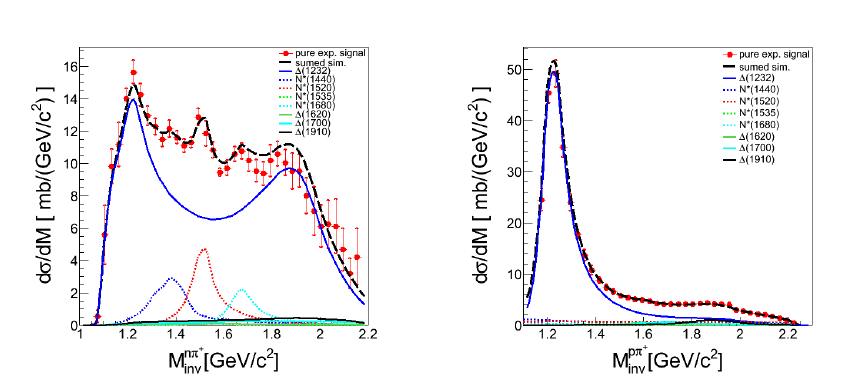 pure exp. signal
sumed sim.
Δ(1232)
N*(1440)
N*(1520)
N*(1535)
N*(1680)
Δ(1620)
Δ(1700)
Δ(1910)
16
14
12
10
8
6
4
2
0
1
1.2
1.4
1.6
1.8
2
2.2
dσ/dM [ mb/(GeV/c²) ]
M^{nπ⁺}_{inv}[GeV/c²]
pure exp. signal
sumed sim.
Δ(1232)
N*(1440)
N*(1520)
N*(1535)
N*(1680)
Δ(1620)
Δ(1700)
Δ(1910)
50
40
30
20
10
0
1.2
1.4
1.6
1.8
2
2.2
dσ/dM [ mb/(GeV/c²) ]
M^{pπ⁺}_{inv}[GeV/c²]